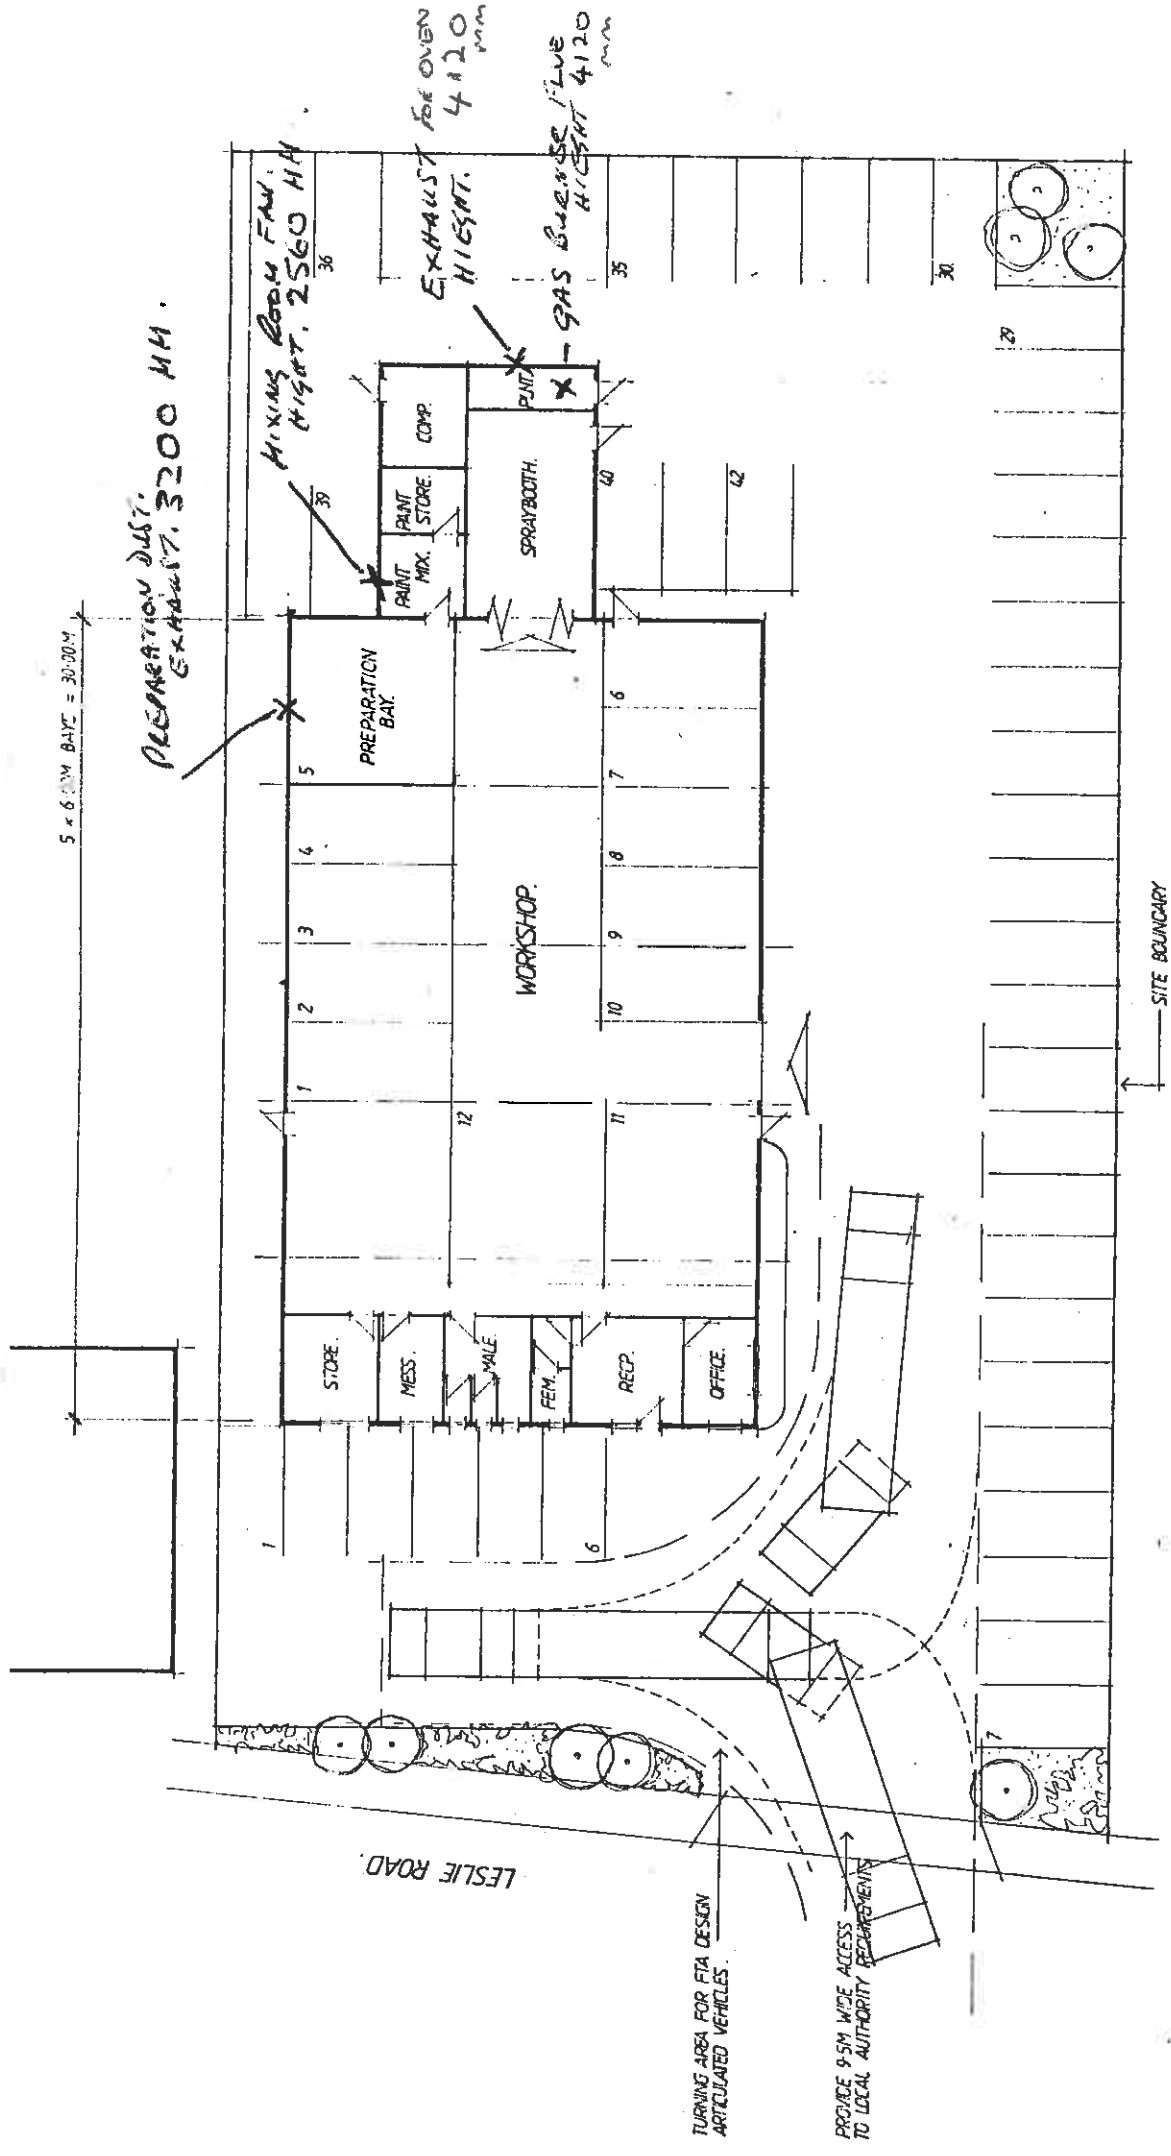 5 x 6.00M BAYS = 30.00M
PREPARATION DUST.
EXHAUST. 3200 MM.
MIXING ROOM FAN.
HIGHT. 2560 MM.
EXHAUST FOR OVEN
HIEGHT. 4120
mm
GAS BURNER FLUE
HIEGHT 4120
mm
36
39
35
30.
29
40
42
COMP.
PLNT.
PAINT
STORE.
PAINT
MIX.
SPRAYBOOTH.
PREPARATION
BAY.
WORKSHOP.
1
2
3
4
5
6
7
8
9
10
11
12
STORE.
MESS.
MALE.
FEM.
RECP.
OFFICE.
1
6
7
LESLIE ROAD.
TURNING AREA FOR FTA DESIGN
ARTICULATED VEHICLES.
PROVIDE 9.5M WIDE ACCESS
TO LOCAL AUTHORITY REQUIREMENTS
SITE BOUNDARY